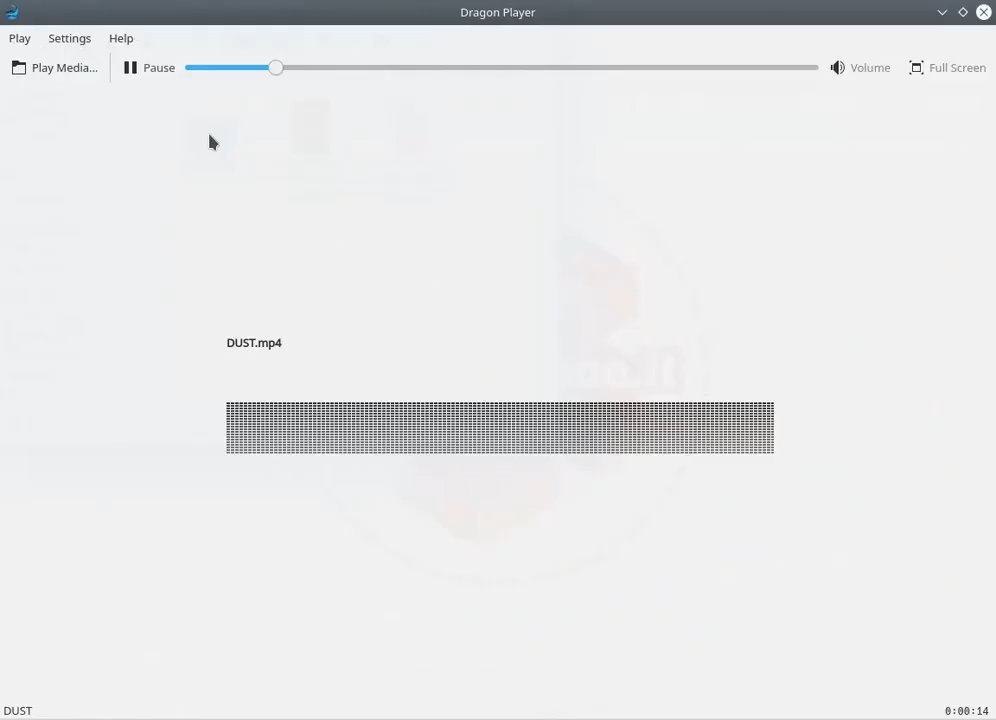 Dragon Player
Play Settings Help
Play Media... Pause Volume Full Screen
DUST.mp4
DUST 0:00:14